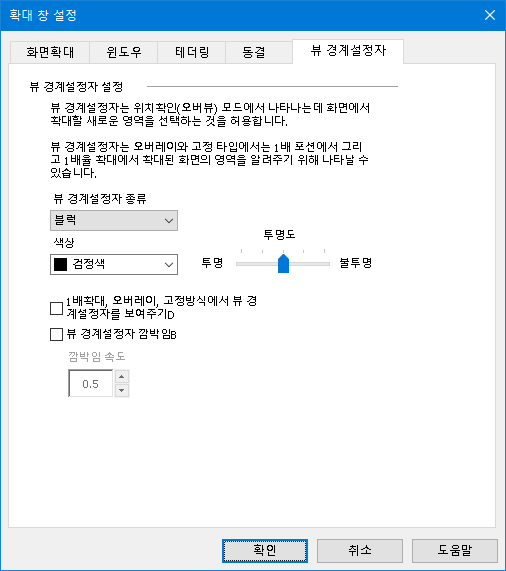 확대 창 설정
화면확대
윈도우
테더링
동결
뷰 경계설정자
뷰 경계설정자 설정
뷰 경계설정자는 위치확인(오버뷰) 모드에서 나타나는데 화면에서
확대할 새로운 영역을 선택하는 것을 허용합니다.
뷰 경계설정자는 오버레이와 고정 타입에서는 1배 포션에서 그리
고 1배율 확대에서 확대된 화면의 영역을 알려주기 위해 나타날 수
있습니다.
뷰 경계설정자 종류
블럭
색상
검정색
투명도
투명
불투명
1배확대, 오버레이, 고정방식에서 뷰 경
계설정자를 보여주기D
뷰 경계설정자 깜박임B
깜박임 속도
0.5
확인
취소
도움말